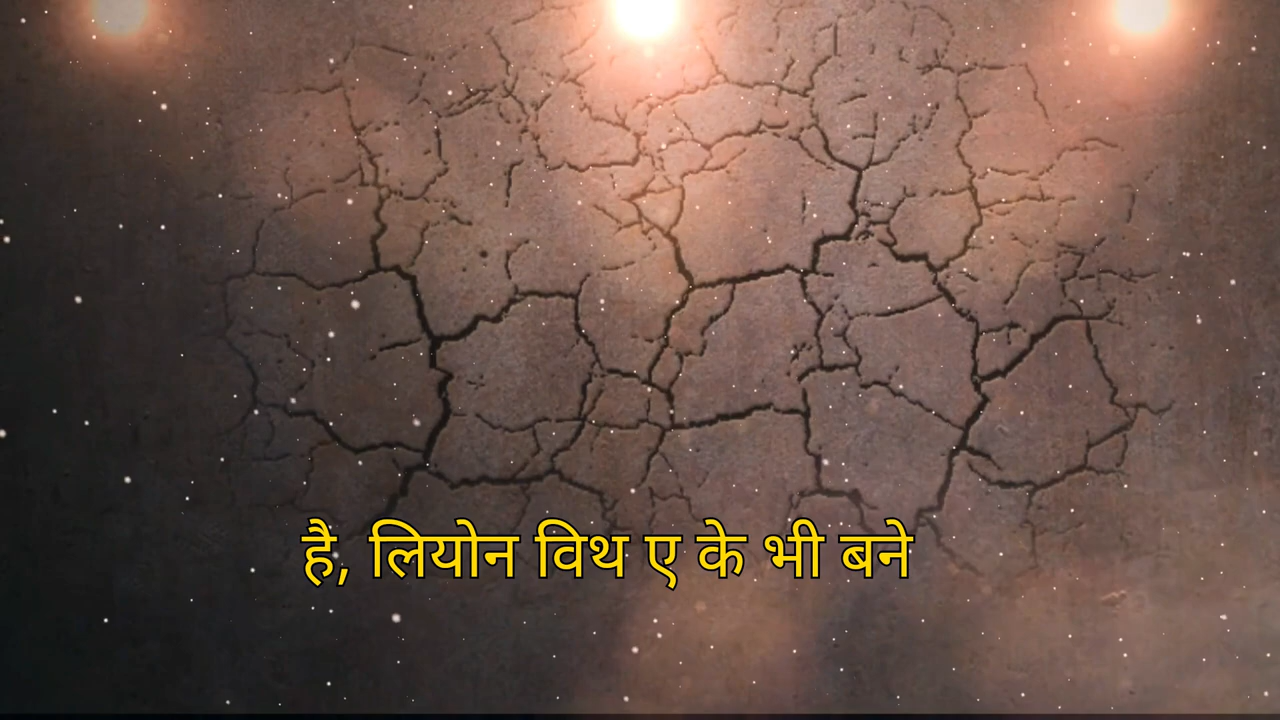 है, लियोन विथ ए के भी बने